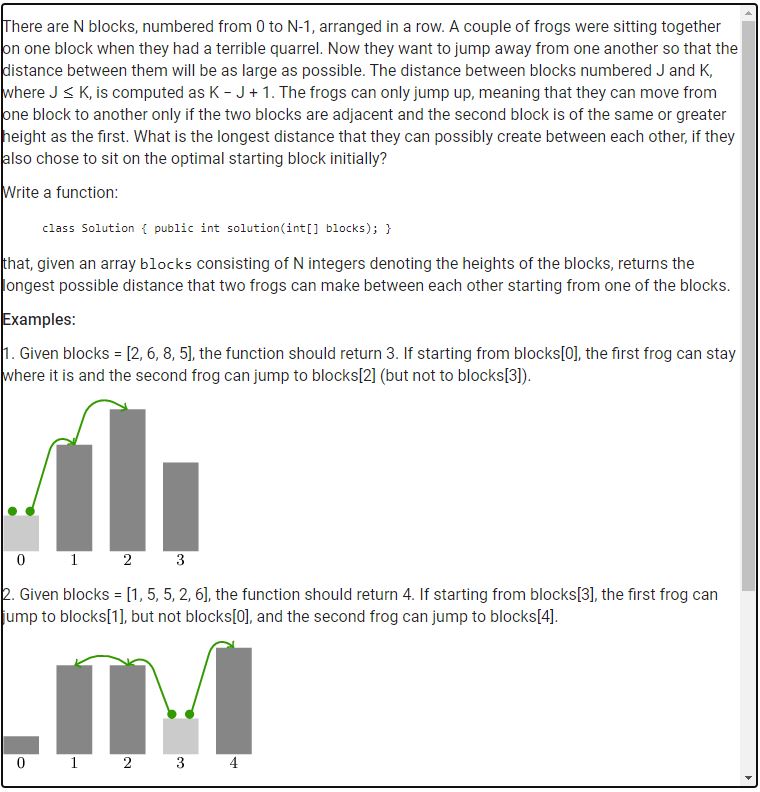 There are N blocks, numbered from 0 to N-1, arranged in a row. A couple of frogs were sitting together
on one block when they had a terrible quarrel. Now they want to jump away from one another so that the
distance between them will be as large as possible. The distance between blocks numbered J and K,
where J ≤ K, is computed as K − J + 1. The frogs can only jump up, meaning that they can move from
one block to another only if the two blocks are adjacent and the second block is of the same or greater
height as the first. What is the longest distance that they can possibly create between each other, if they
also chose to sit on the optimal starting block initially?
Write a function:
class Solution { public int solution(int[] blocks); }
that, given an array blocks consisting of N integers denoting the heights of the blocks, returns the
longest possible distance that two frogs can make between each other starting from one of the blocks.
Examples:
1. Given blocks = [2, 6, 8, 5], the function should return 3. If starting from blocks[0], the first frog can stay
where it is and the second frog can jump to blocks[2] (but not to blocks[3]).
0 1 2 3
2. Given blocks = [1, 5, 5, 2, 6], the function should return 4. If starting from blocks[3], the first frog can
jump to blocks[1], but not blocks[0], and the second frog can jump to blocks[4].
0 1 2 3 4